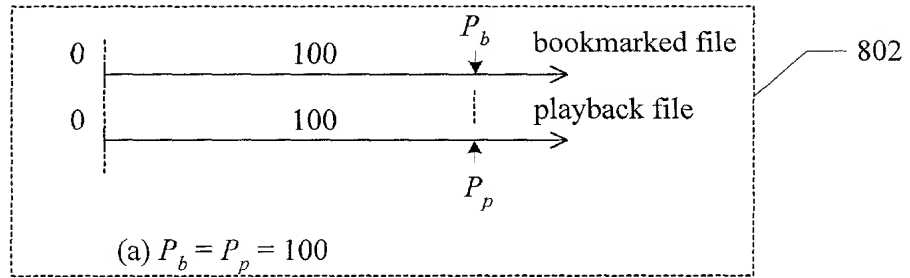 P_b
0 100 bookmarked file
802
0 100 playback file
P_p
(a) P_b = P_p = 100